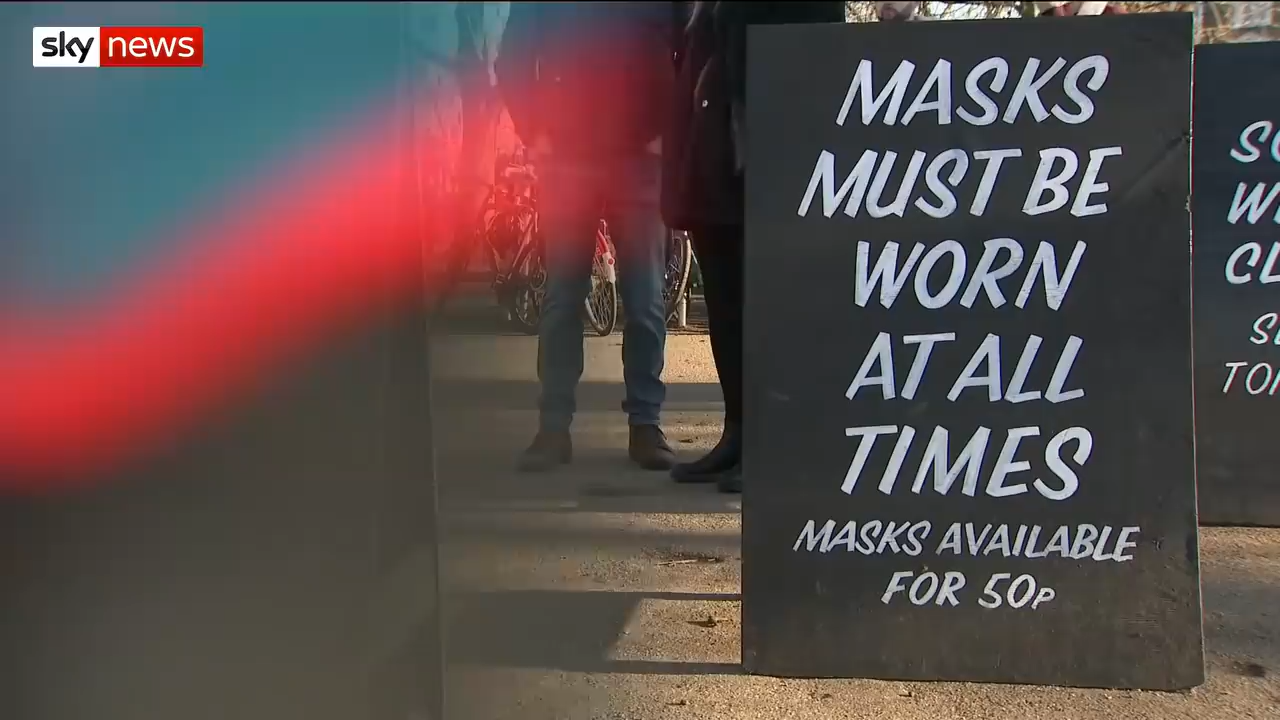 sky news
MASKS
MUST BE
WORN
AT ALL
TIMES
MASKS AVAILABLE
FOR 50P